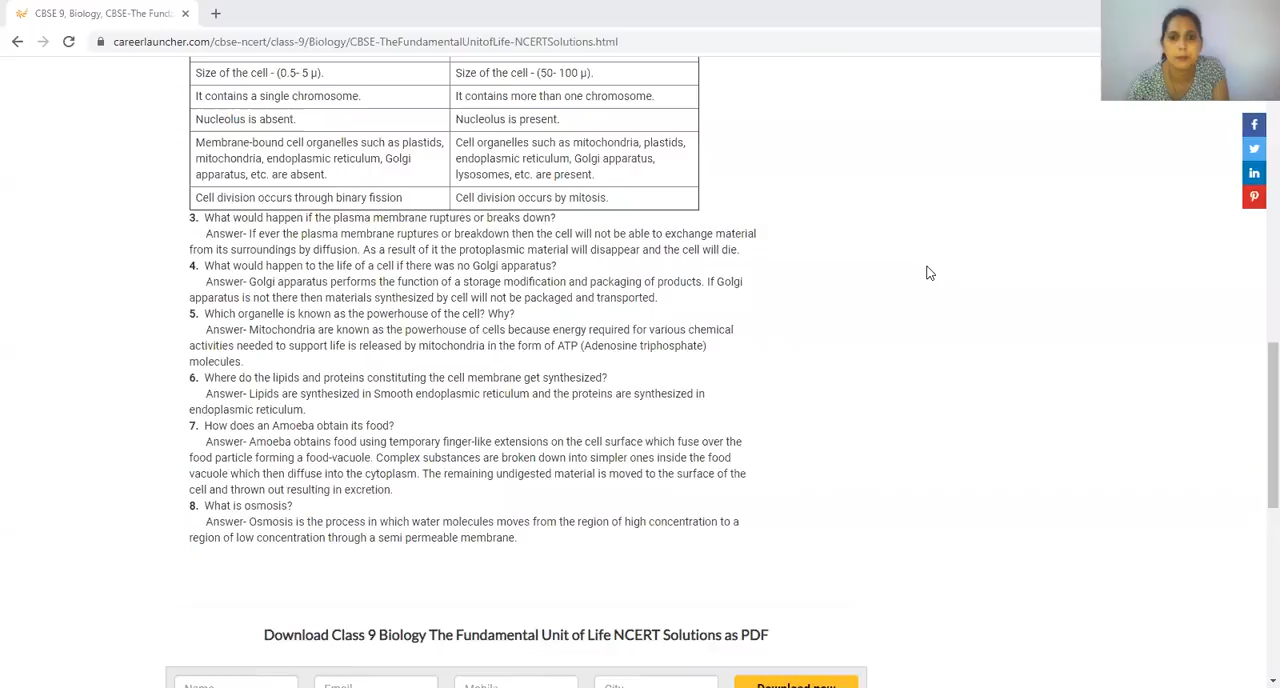 CBSE 9, Biology, CBSE-The Fund
careerlauncher.com/cbse-ncert/class-9/Biology/CBSE-TheFundamentalUnitofLife-NCERTSolutions.html
Size of the cell - (0.5- 5 μ). Size of the cell - (50- 100 μ).
It contains a single chromosome. It contains more than one chromosome.
Nucleolus is absent. Nucleolus is present.
Membrane-bound cell organelles such as plastids, Cell organelles such as mitochondria, plastids,
mitochondria, endoplasmic reticulum, Golgi endoplasmic reticulum, Golgi apparatus,
apparatus, etc. are absent. lysosomes, etc. are present.
Cell division occurs through binary fission Cell division occurs by mitosis.
3. What would happen if the plasma membrane ruptures or breaks down?
Answer- If ever the plasma membrane ruptures or breakdown then the cell will not be able to exchange material
from its surroundings by diffusion. As a result of it the protoplasmic material will disappear and the cell will die.
4. What would happen to the life of a cell if there was no Golgi apparatus?
Answer- Golgi apparatus performs the function of a storage modification and packaging of products. If Golgi
apparatus is not there then materials synthesized by cell will not be packaged and transported.
5. Which organelle is known as the powerhouse of the cell? Why?
Answer- Mitochondria are known as the powerhouse of cells because energy required for various chemical
activities needed to support life is released by mitochondria in the form of ATP (Adenosine triphosphate)
molecules.
6. Where do the lipids and proteins constituting the cell membrane get synthesized?
Answer- Lipids are synthesized in Smooth endoplasmic reticulum and the proteins are synthesized in
endoplasmic reticulum.
7. How does an Amoeba obtain its food?
Answer- Amoeba obtains food using temporary finger-like extensions on the cell surface which fuse over the
food particle forming a food-vacuole. Complex substances are broken down into simpler ones inside the food
vacuole which then diffuse into the cytoplasm. The remaining undigested material is moved to the surface of the
cell and thrown out resulting in excretion.
8. What is osmosis?
Answer- Osmosis is the process in which water molecules moves from the region of high concentration to a
region of low concentration through a semi permeable membrane.
Download Class 9 Biology The Fundamental Unit of Life NCERT Solutions as PDF
Name Email Mobile City Download now